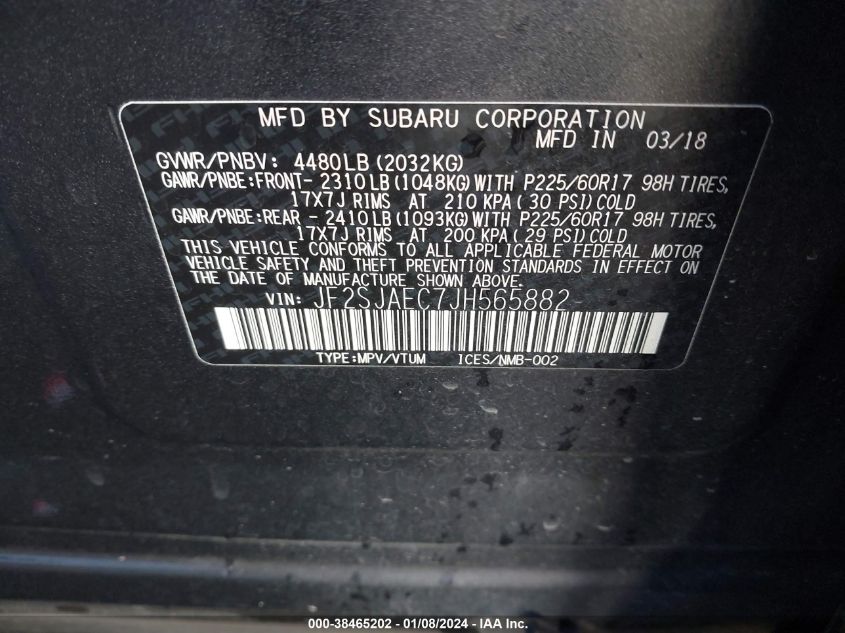 MFD BY SUBARU CORPORATION
MFD IN 03/18
GVWR/PNBV: 4480LB (2032KG)
GAWR/PNBE:FRONT- 2310LB (1048KG) WITH P225/60R17 98H TIRES,
17X7J RIMS AT 210 KPA ( 30 PSI) COLD
GAWR/PNBE:REAR - 2410LB (1093KG) WITH P225/60R17 98H TIRES,
17X7J RIMS AT 200 KPA ( 29 PSI) COLD
THIS VEHICLE CONFORMS TO ALL APPLICABLE FEDERAL MOTOR
VEHICLE SAFETY AND THEFT PREVENTION STANDARDS IN EFFECT ON
THE DATE OF MANUFACTURE SHOWN ABOVE.
VIN: JF2SJAEC7JH565882
TYPE:MPV/VTUM ICES/NMB-002
000-38465202 - 01/08/2024 - IAA Inc.